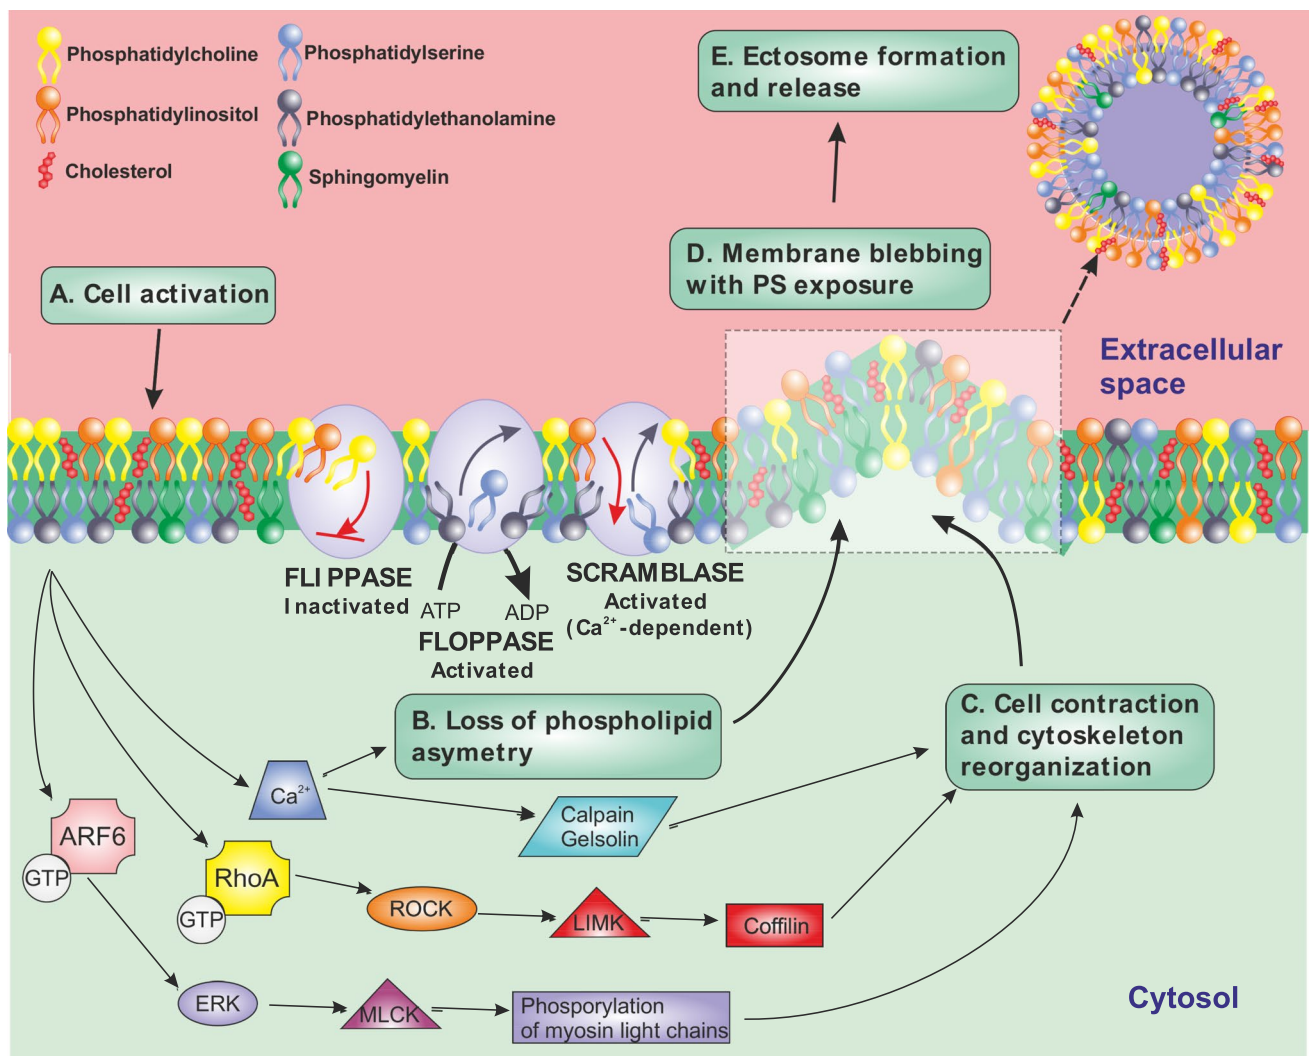 Phosphatidylcholine
Phosphatidylserine
Phosphatidylinositol
Phosphatidylethanolamine
Cholesterol
Sphingomyelin
E. Ectosome formation
and release
D. Membrane blebbing
with PS exposure
A. Cell activation
Extracellular
space
FLIPPASE
Inactivated
ATP
ADP
FLOPPASE
Activated
SCRAMBLASE
Activated
(Ca²⁺-dependent)
B. Loss of phospholipid
asymetry
C. Cell contraction
and cytoskeleton
reorganization
Ca²⁺
Calpain
Gelsolin
ARF6
GTP
RhoA
GTP
ROCK
LIMK
Coffilin
ERK
MLCK
Phosporylation
of myosin light chains
Cytosol